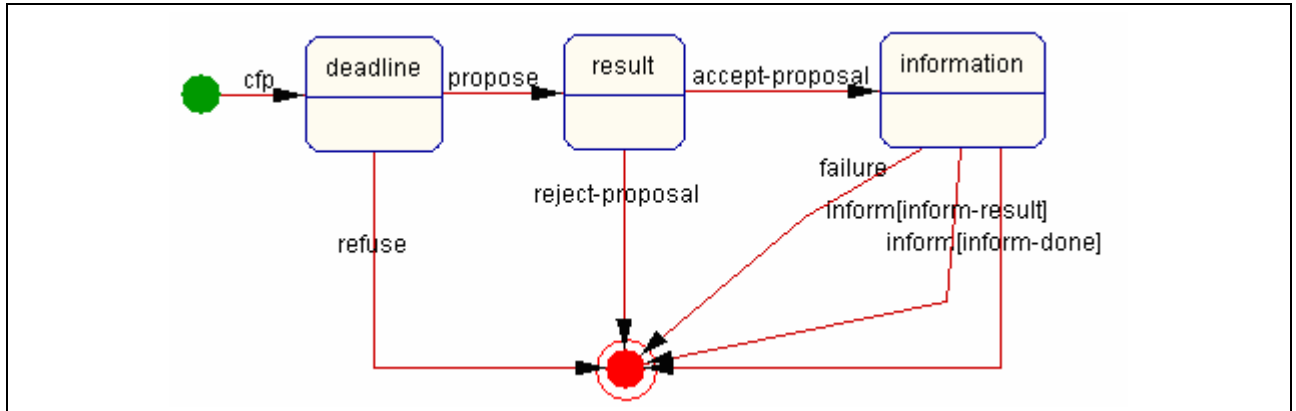 deadline
result
information
cfp
propose
accept-proposal
failure
reject-proposal
inform[inform-result]
refuse
inform[inform-done]